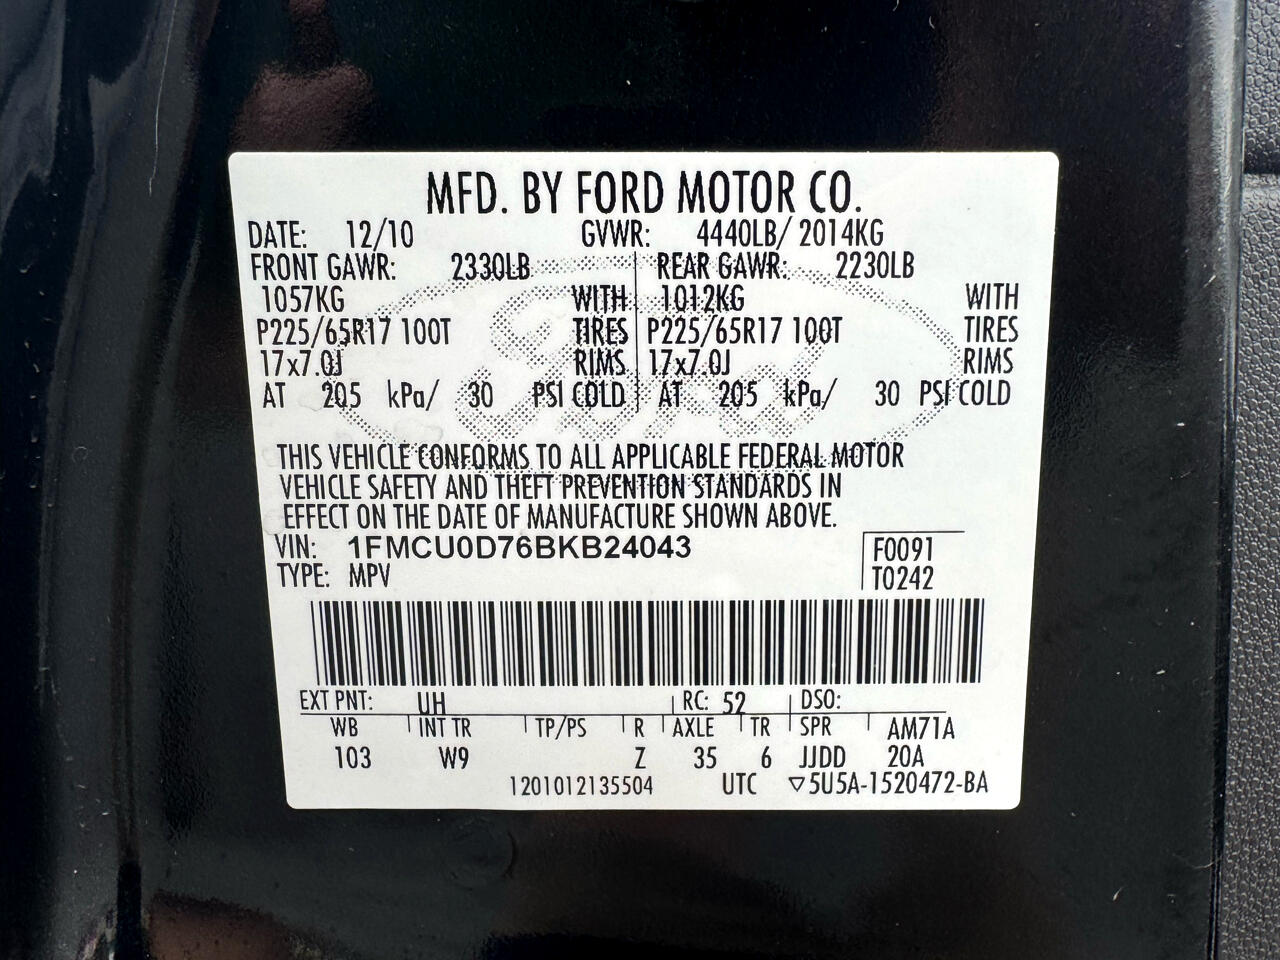 MFD. BY FORD MOTOR CO.
DATE: 12/10 GVWR: 4440LB/ 2014KG
FRONT GAWR: 2330LB REAR GAWR: 2230LB
1057KG WITH 1012KG WITH
P225/65R17 100T TIRES P225/65R17 100T TIRES
17x7.0J RIMS 17x7.0J RIMS
AT 205 kPa/ 30 PSI COLD AT 205 kPa/ 30 PSI COLD
Ford
THIS VEHICLE CONFORMS TO ALL APPLICABLE FEDERAL MOTOR
VEHICLE SAFETY AND THEFT PREVENTION STANDARDS IN
EFFECT ON THE DATE OF MANUFACTURE SHOWN ABOVE.
VIN: 1FMCU0D76BKB24043 F0091
TYPE: MPV T0242
EXT PNT: UH RC: 52 DSO:
WB INT TR TP/PS R AXLE TR SPR AM71A
103 W9 Z 35 6 JJDD 20A
1201012135504 UTC ▽5U5A-1520472-BA